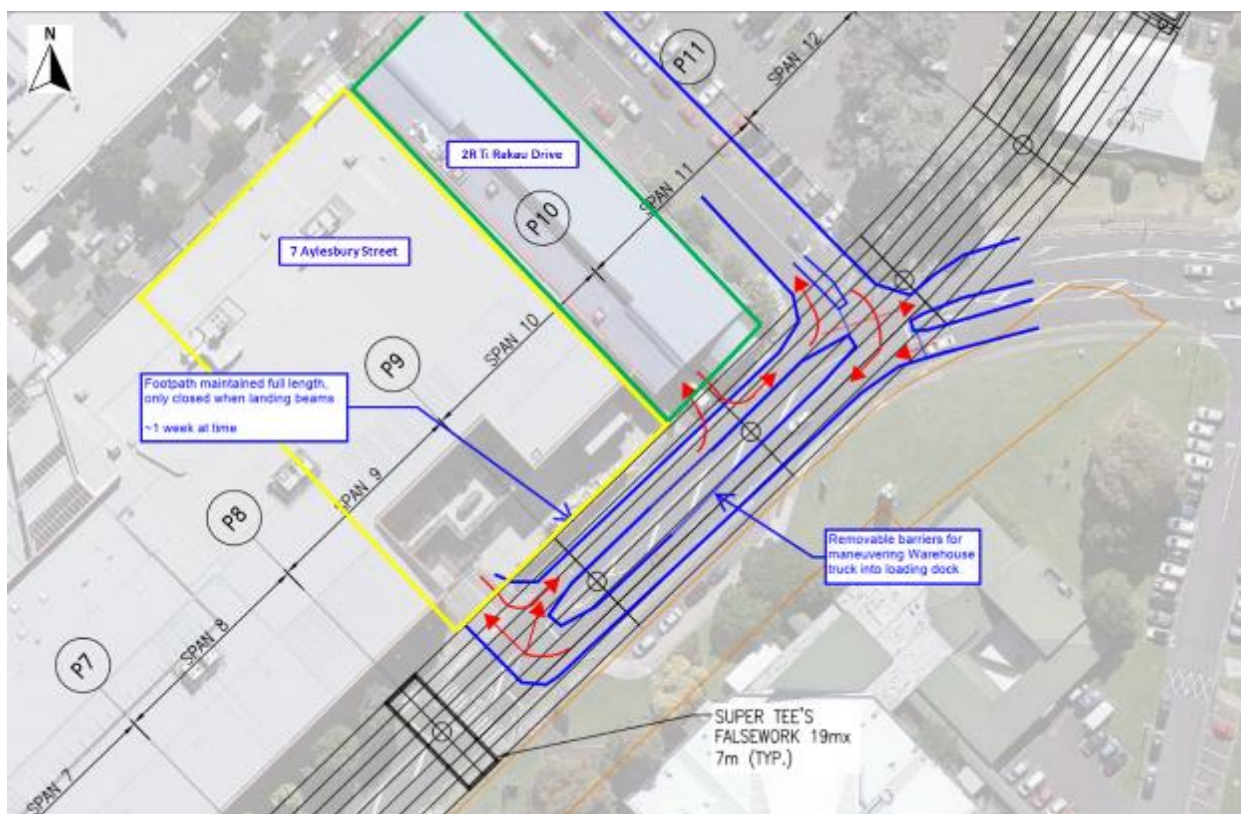 N
P11
SPAN 12
2R Ti Rakau Drive
SPAN 11
P10
7 Aylesbury Street
SPAN 10
P9
Footpath maintained full length,
only closed when landing beams
~1 week at time
SPAN 9
P8
Removable barriers for
maneuvering Warehouse
truck into loading dock
SPAN 8
P7
SUPER TEE'S
FALSEWORK 19mx
7m (TYP.)
SPAN 7